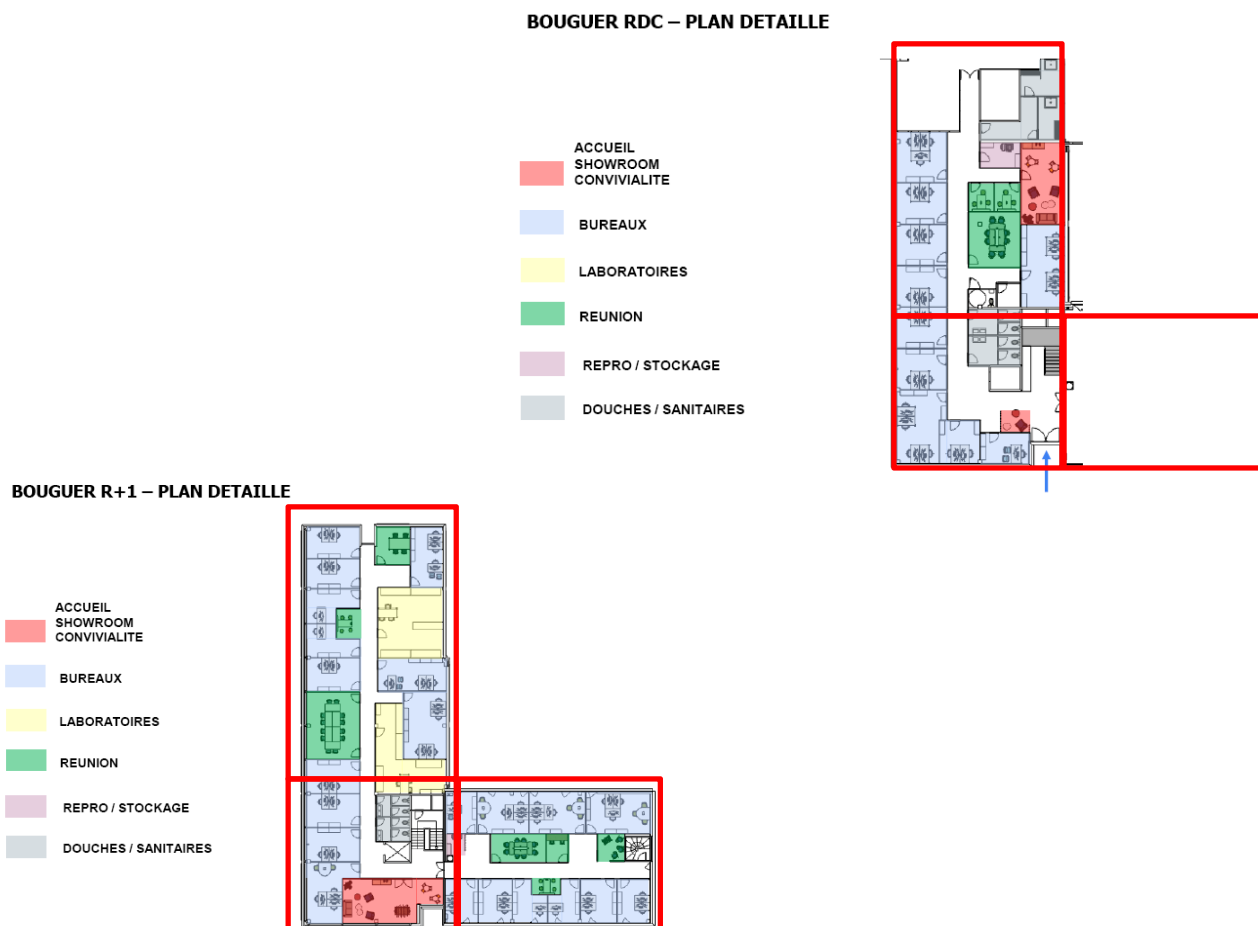 BOUGUER RDC – PLAN DETAILLE
ACCUEIL
SHOWROOM
CONVIVIALITE
BUREAUX
LABORATOIRES
REUNION
REPRO / STOCKAGE
DOUCHES / SANITAIRES
BOUGUER R+1 – PLAN DETAILLE
ACCUEIL
SHOWROOM
CONVIVIALITE
BUREAUX
LABORATOIRES
REUNION
REPRO / STOCKAGE
DOUCHES / SANITAIRES